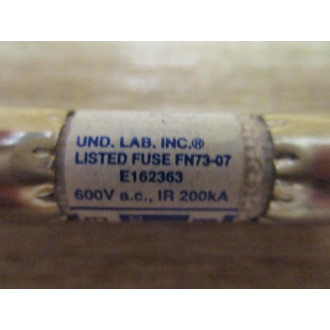 UND. LAB. INC.®
LISTED FUSE FN73-07
E162363
600V a.c., IR 200kA